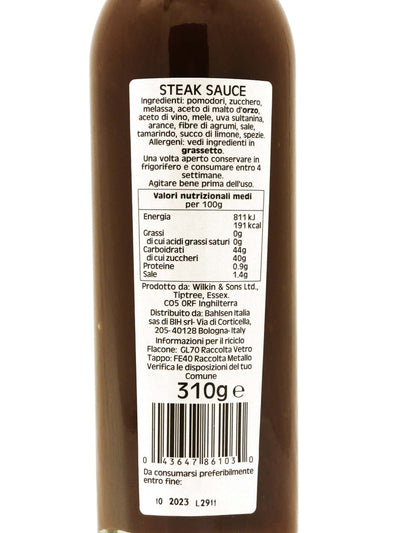 STEAK SAUCE
Ingredienti: pomodori, zucchero,
melassa, aceto di malto d'orzo,
aceto di vino, mele, uva sultanina,
arance, fibre di agrumi, sale,
tamarindo, succo di limone, spezie.
Allergeni: vedi ingredienti in
grassetto.
Una volta aperto conservare in
frigorifero e consumare entro 4
settimane.
Agitare bene prima dell'uso.
Valori nutrizionali medi
per 100g
Energia 811 kJ
191 kcal
Grassi 0g
di cui acidi grassi saturi 0g
Carboidrati 44g
di cui zuccheri 40g
Proteine 0.9g
Sale 1.4g
Prodotto da: Wilkin & Sons Ltd.,
Tiptree, Essex.
CO5 0RF Inghilterra
Distribuito da: Bahlsen Italia
sas di BIH srl- Via di Corticella,
205- 40128 Bologna-Italy
Informazioni per il riciclo
Flacone: GL70 Raccolta Vetro
Tappo: FE40 Raccolta Metallo
Verifica le disposizioni del tuo
Comune
310g e
0 43647 86103 0
Da consumarsi preferibilmente
entro fine:
10 2023 L2911